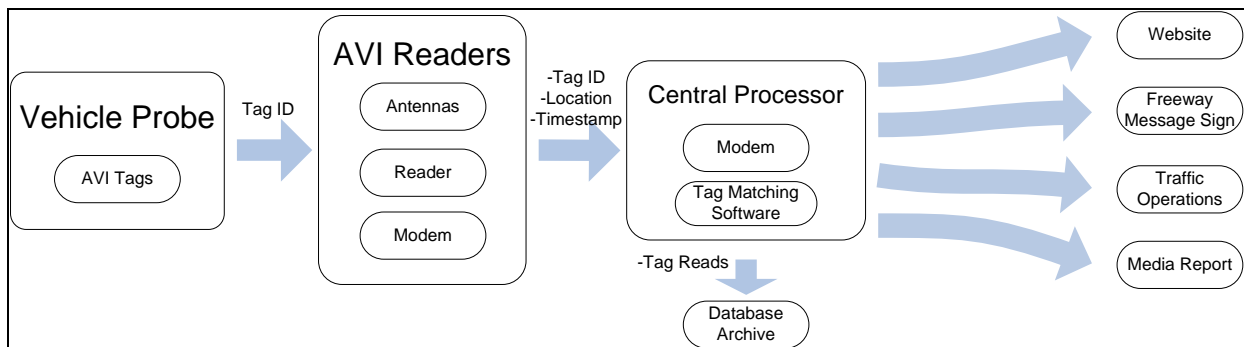 Vehicle Probe
AVI Tags
Tag ID
AVI Readers
Antennas
Reader
Modem
-Tag ID
-Location
-Timestamp
Central Processor
Modem
Tag Matching
Software
-Tag Reads
Database
Archive
Website
Freeway
Message Sign
Traffic
Operations
Media Report